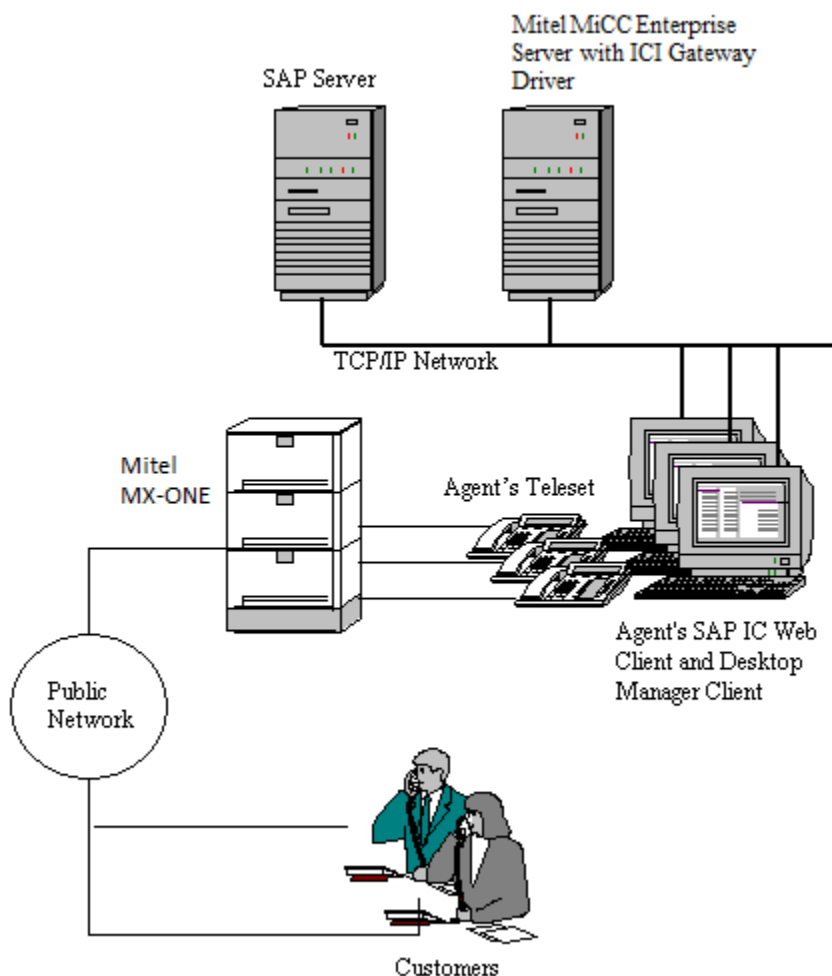 Mitel MiCC Enterprise
Server with ICI Gateway
Driver
SAP Server
TCP/IP Network
Mitel
MX-ONE
Agent's Teleset
Agent's SAP IC Web
Client and Desktop
Manager Client
Public
Network
Customers